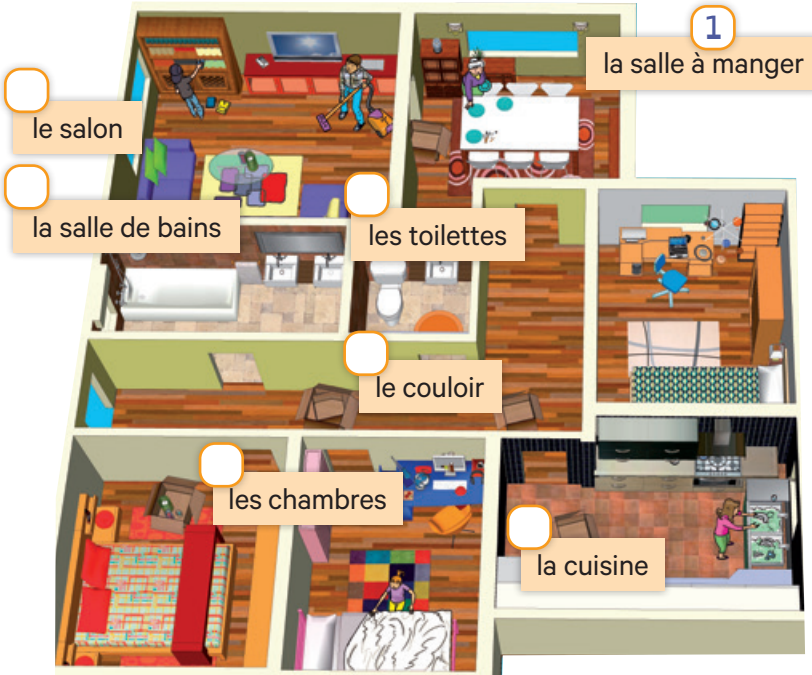 1
la salle à manger
le salon
la salle de bains
les toilettes
le couloir
les chambres
la cuisine